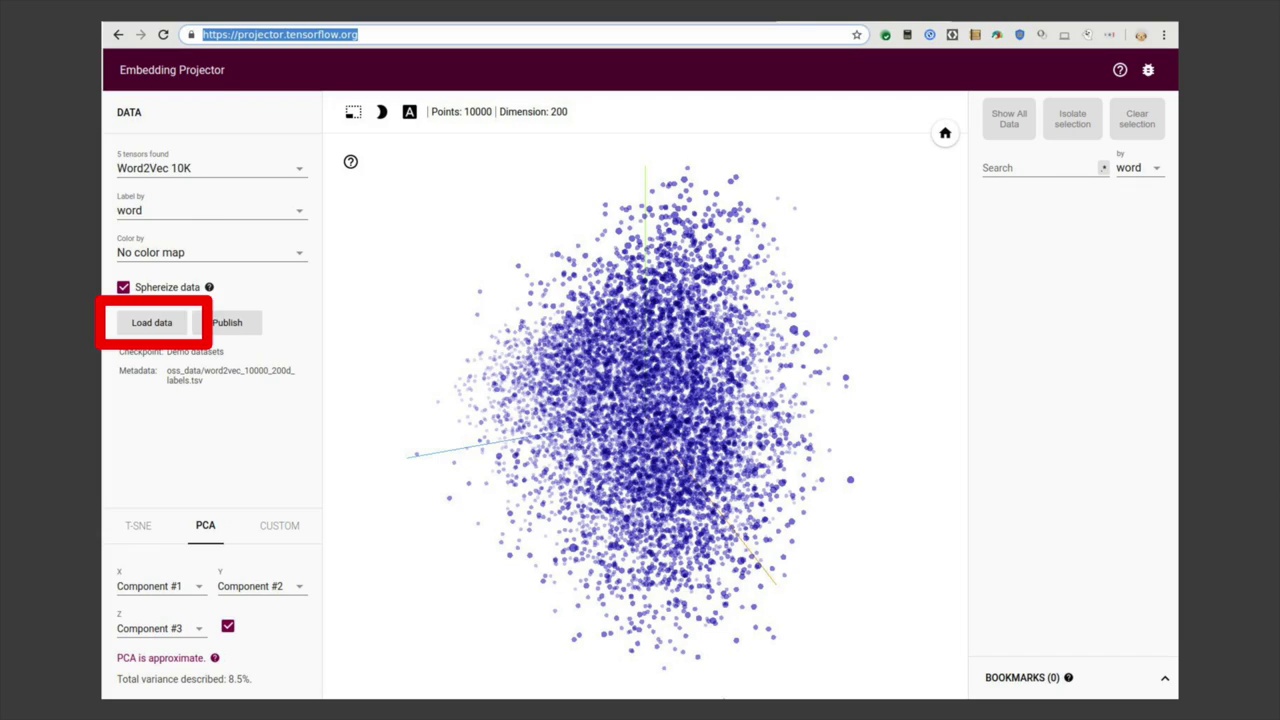 https://projector.tensorflow.org
Embedding Projector
DATA
5 tensors found
Word2Vec 10K
Label by
word
Color by
No color map
Sphereize data
Load data
Publish
Checkpoint: Demo datasets
Metadata: oss_data/word2vec_10000_200d_
labels.tsv
T-SNE PCA CUSTOM
X Y
Component #1 Component #2
Z
Component #3
PCA is approximate.
Total variance described: 8.5%.
A
Points: 10000 | Dimension: 200
Show All
Data
Isolate
selection
Clear
selection
Search
.*
by
word
BOOKMARKS (0)